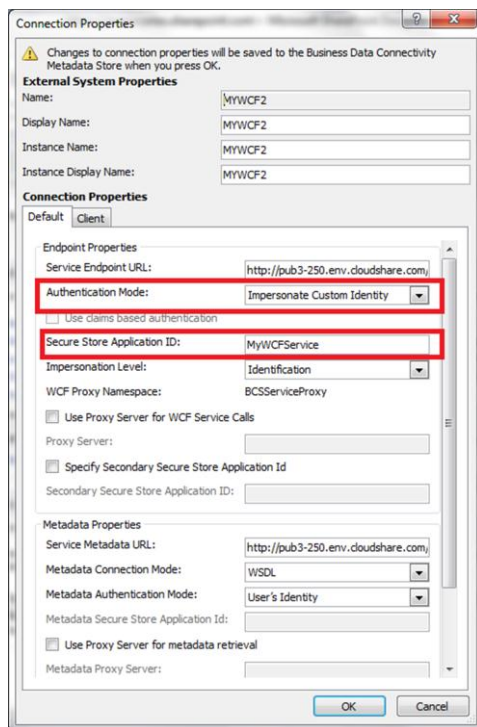 Connection Properties
Changes to connection properties will be saved to the Business Data Connectivity
Metadata Store when you press OK.
External System Properties
Name: MYWCF2
Display Name: MYWCF2
Instance Name: MYWCF2
Instance Display Name: MYWCF2
Connection Properties
Default Client
Endpoint Properties
Service Endpoint URL: http://pub3-250.env.cloudshare.com/
Authentication Mode: Impersonate Custom Identity
Use claims based authentication
Secure Store Application ID: MyWCFService
Impersonation Level: Identification
WCF Proxy Namespace: BCSServiceProxy
Use Proxy Server for WCF Service Calls
Proxy Server:
Specify Secondary Secure Store Application Id
Secondary Secure Store Application ID:
Metadata Properties
Service Metadata URL: http://pub3-250.env.cloudshare.com/
Metadata Connection Mode: WSDL
Metadata Authentication Mode: User's Identity
Metadata Secure Store Application Id:
Use Proxy Server for metadata retrieval
Metadata Proxy Server:
OK Cancel